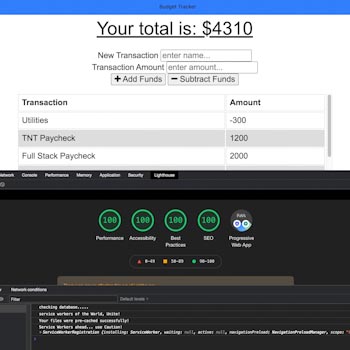 Budget Tracker
Your total is: $4310
New Transaction enter name...
Transaction Amount enter amount...
+ Add Funds − Subtract Funds
Transaction Amount
Utilities -300
TNT Paycheck 1200
Full Stack Paycheck 2000
Network Console Performance Memory Application Security Lighthouse
100 100 100 100 PWA
Performance Accessibility Best Practices SEO Progressive Web App
0-49 50-89 90-100
Network conditions
Filter Default levels
checking database.....
service workers of the World, Unite!
Your files were pre-cached successfully!
Service Workers ahead... use Caution!
ServiceWorkerRegistration {installing: ServiceWorker, waiting: null, active: null, navigationPreload: NavigationPreloadManager, scope: